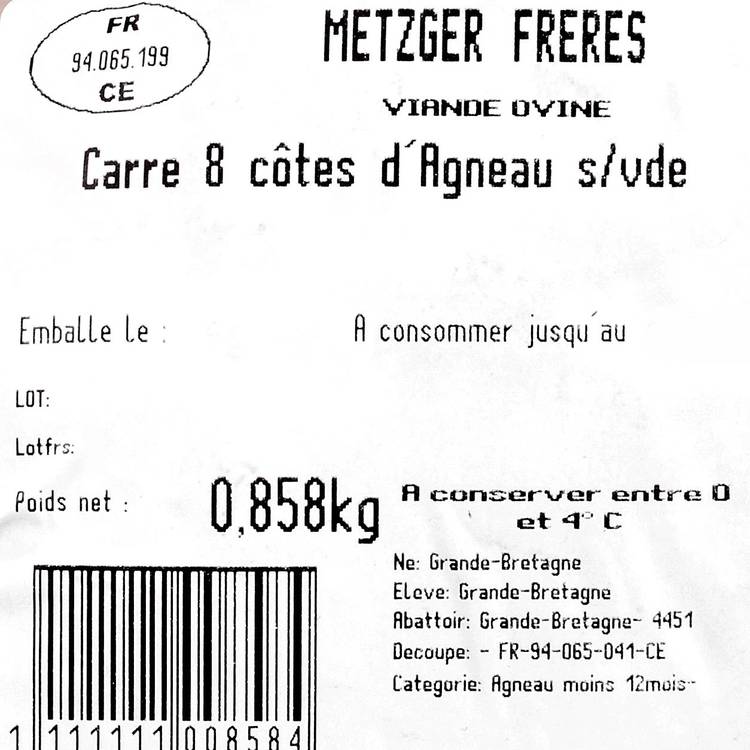 FR
94.065.199
CE
METZGER FRERES
VIANDE OVINE
Carre 8 côtes d´Agneau s/vde
Emballe le :
A consommer jusqu´au
LOT:
Lotfrs:
Poids net :
0,858kg
A conserver entre 0
et 4° C
Ne: Grande-Bretagne
Eleve: Grande-Bretagne
Abattoir: Grande-Bretagne- 4451
Decoupe: - FR-94-065-041-CE
Categorie: Agneau moins 12mois-
1 111111 008584